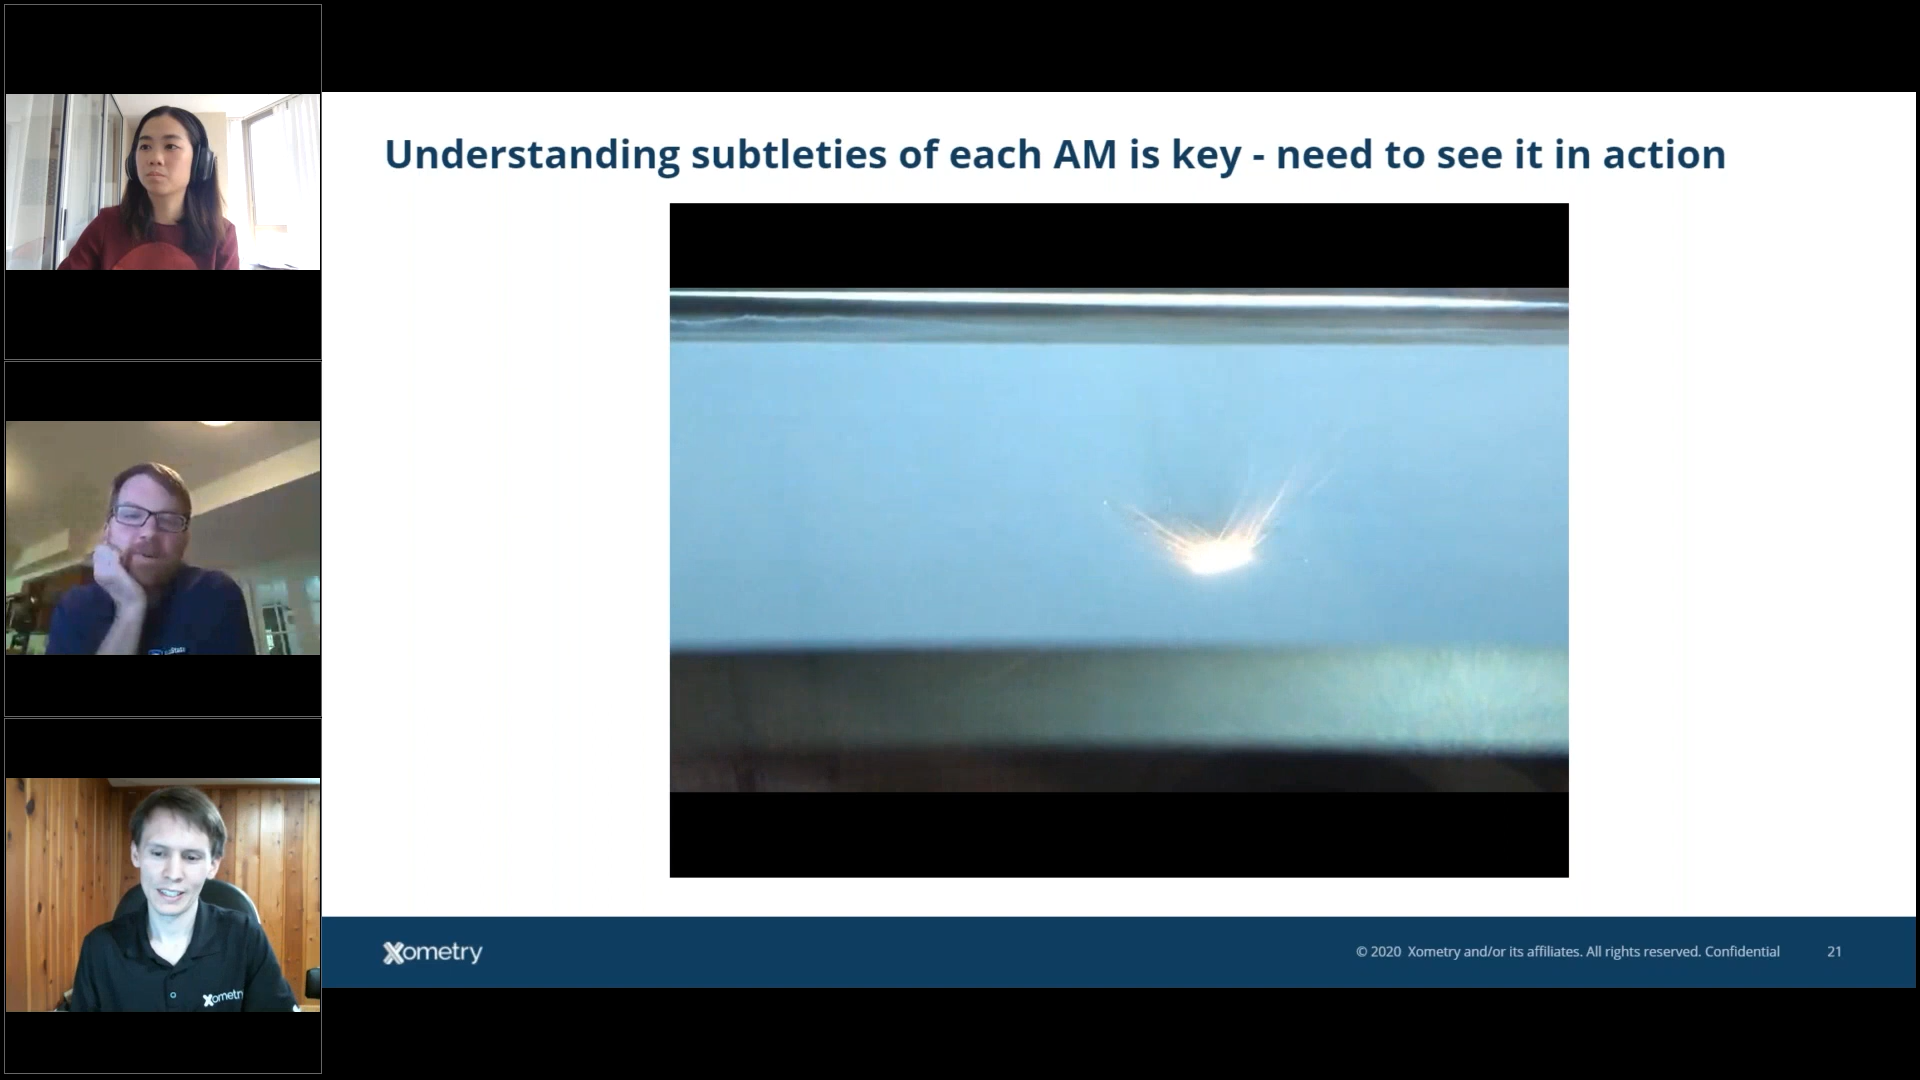 Understanding subtleties of each AM is key - need to see it in action
Xometry
© 2020 Xometry and/or its affiliates. All rights reserved. Confidential
21
Xometry